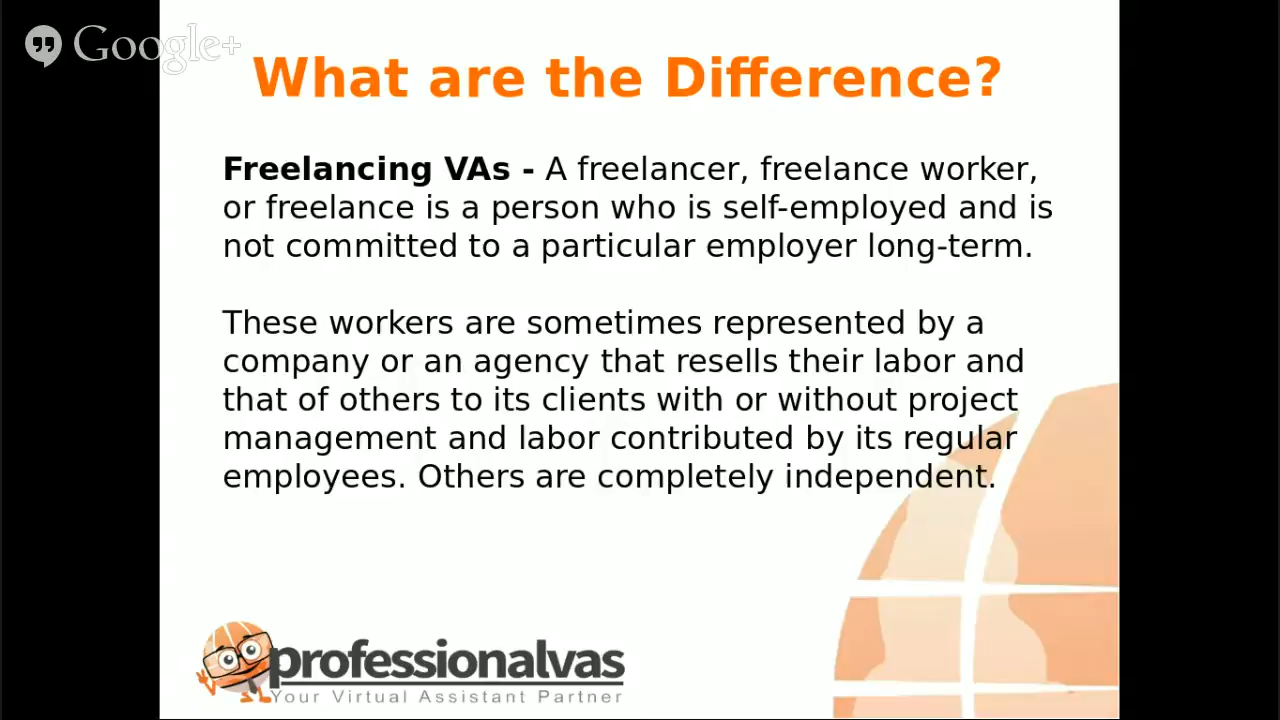 Google+
What are the Difference?
Freelancing VAs - A freelancer, freelance worker,
or freelance is a person who is self-employed and is
not committed to a particular employer long-term.
These workers are sometimes represented by a
company or an agency that resells their labor and
that of others to its clients with or without project
management and labor contributed by its regular
employees. Others are completely independent.
professionalvas
Your Virtual Assistant Partner